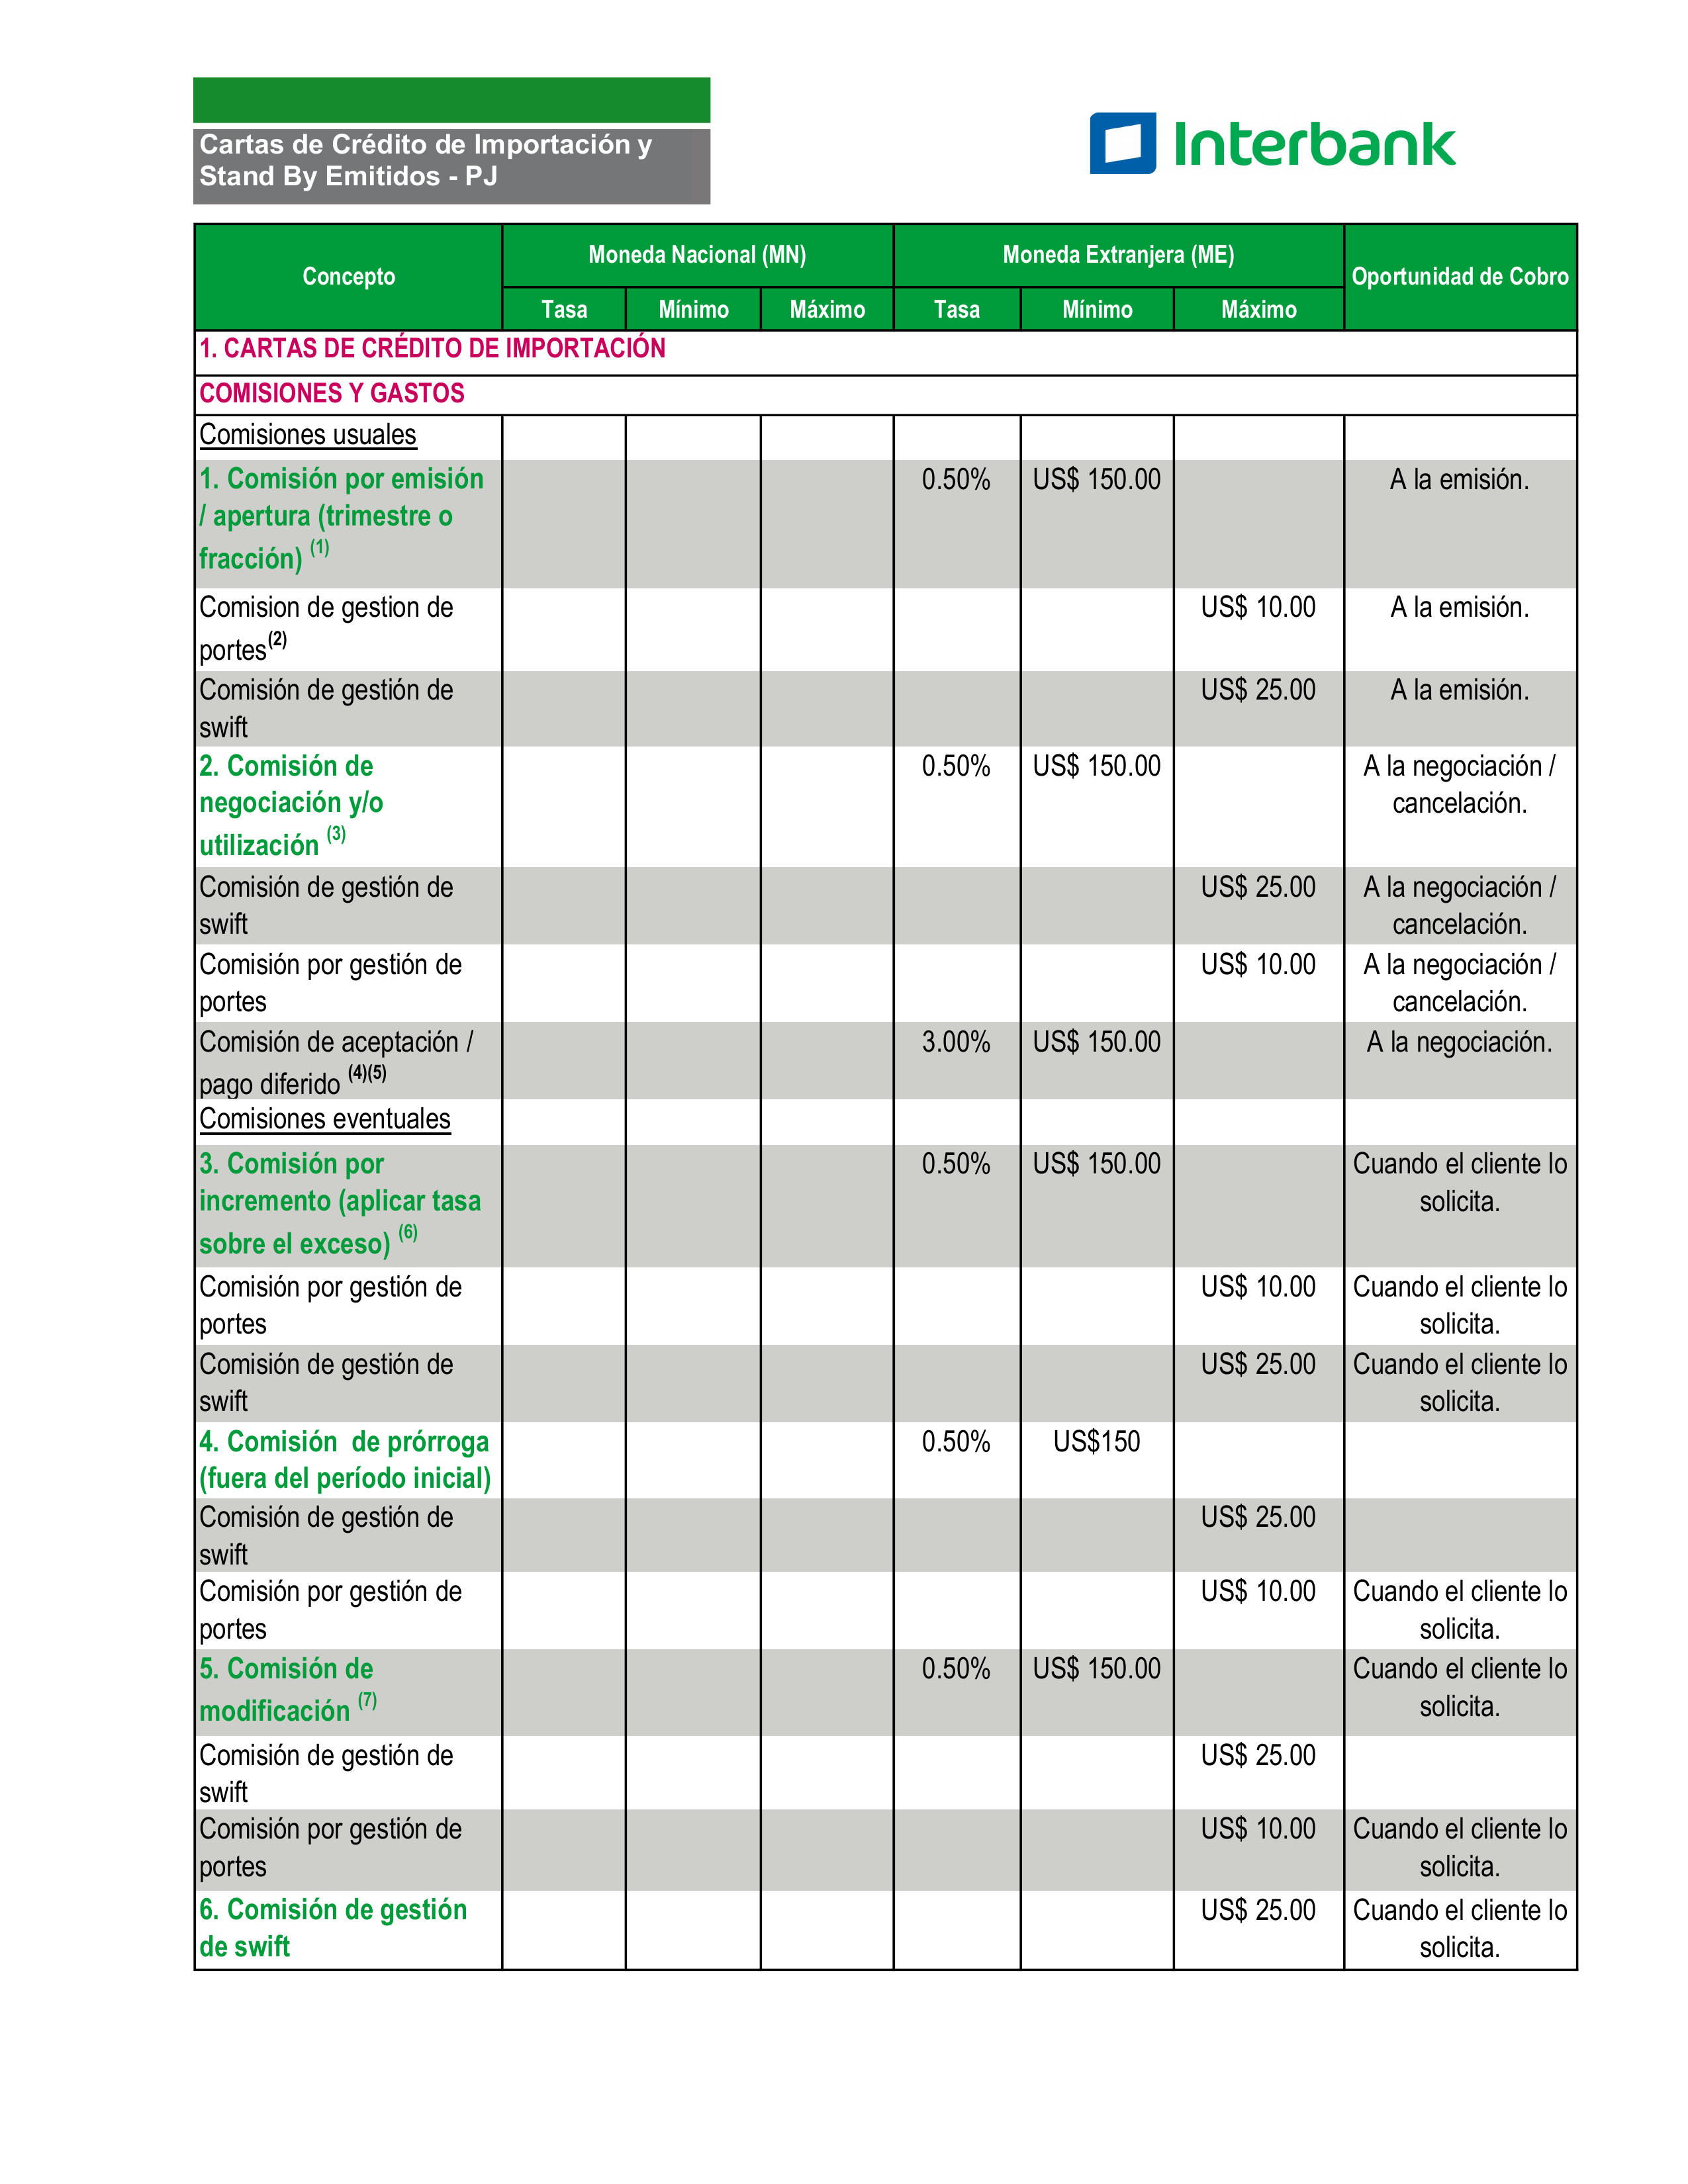 Cartas de Crédito de Importación y
Stand By Emitidos - PJ
Interbank
Concepto
Moneda Nacional (MN)
Moneda Extranjera (ME)
Oportunidad de Cobro
Tasa
Mínimo
Máximo
Tasa
Mínimo
Máximo
1. CARTAS DE CRÉDITO DE IMPORTACIÓN
COMISIONES Y GASTOS
Comisiones usuales
1. Comisión por emisión 0.50% US$ 150.00 A la emisión.
/ apertura (trimestre o
fracción) (1)
Comision de gestion de US$ 10.00 A la emisión.
portes(2)
Comisión de gestión de US$ 25.00 A la emisión.
swift
2. Comisión de 0.50% US$ 150.00 A la negociación /
negociación y/o cancelación.
utilización (3)
Comisión de gestión de US$ 25.00 A la negociación /
swift cancelación.
Comisión por gestión de US$ 10.00 A la negociación /
portes cancelación.
Comisión de aceptación / 3.00% US$ 150.00 A la negociación.
pago diferido (4)(5)
Comisiones eventuales
3. Comisión por 0.50% US$ 150.00 Cuando el cliente lo
incremento (aplicar tasa solicita.
sobre el exceso) (6)
Comisión por gestión de US$ 10.00 Cuando el cliente lo
portes solicita.
Comisión de gestión de US$ 25.00 Cuando el cliente lo
swift solicita.
4. Comisión  de prórroga 0.50% US$150
(fuera del período inicial)
Comisión de gestión de US$ 25.00
swift
Comisión por gestión de US$ 10.00 Cuando el cliente lo
portes solicita.
5. Comisión de 0.50% US$ 150.00 Cuando el cliente lo
modificación (7) solicita.
Comisión de gestión de US$ 25.00
swift
Comisión por gestión de US$ 10.00 Cuando el cliente lo
portes solicita.
6. Comisión de gestión US$ 25.00 Cuando el cliente lo
de swift solicita.